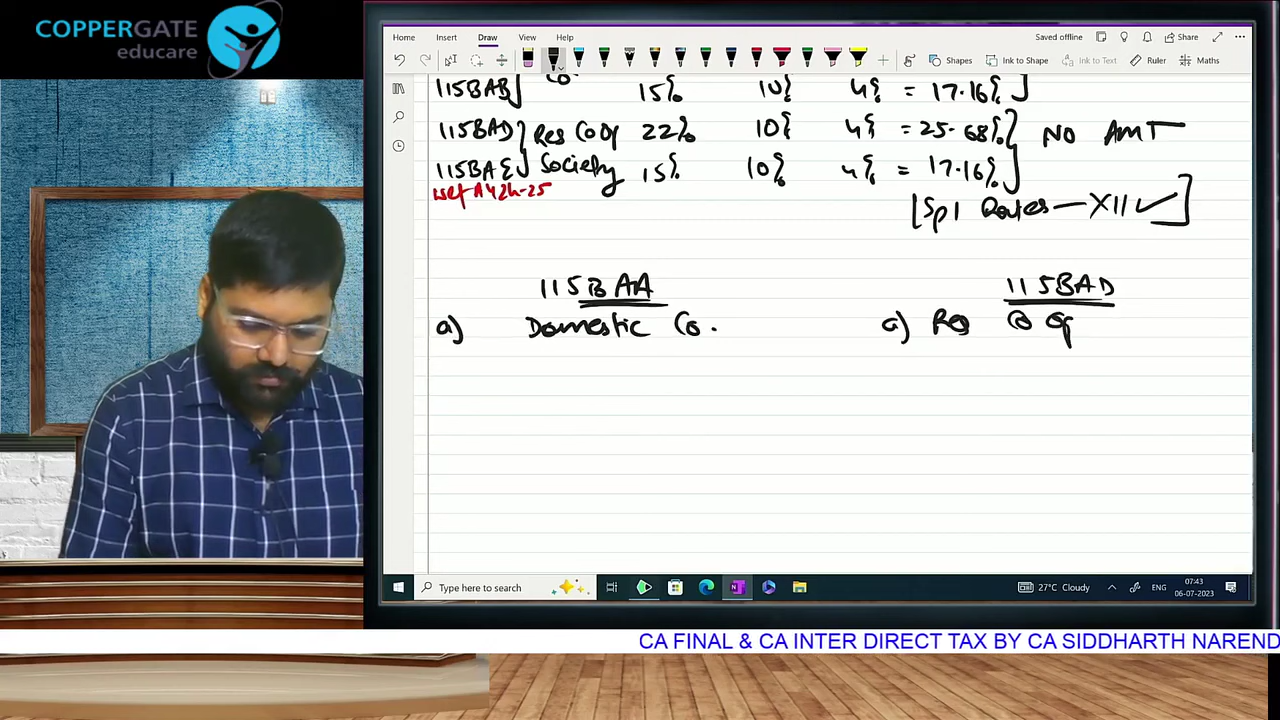 COPPERGATE
educare
Home Insert Draw View Help
Saved offline Share
Shapes Ink to Shape Ink to Text Ruler Maths
115BAB] Co. 15% 10% 4% = 17.16%]
115BAD] Res Co Op 22% 10% 4% = 25.68%] NO AMT
115BAE] Society 15% 10% 4% = 17.16%]
wef AY 24-25
[Spl Rates — XII ✓]
115BAA 115BAD
a) Domestic Co. a) Res Co Op
Type here to search
27°C Cloudy ENG 07:43
06-07-2023
CA FINAL & CA INTER DIRECT TAX BY CA SIDDHARTH NAREND